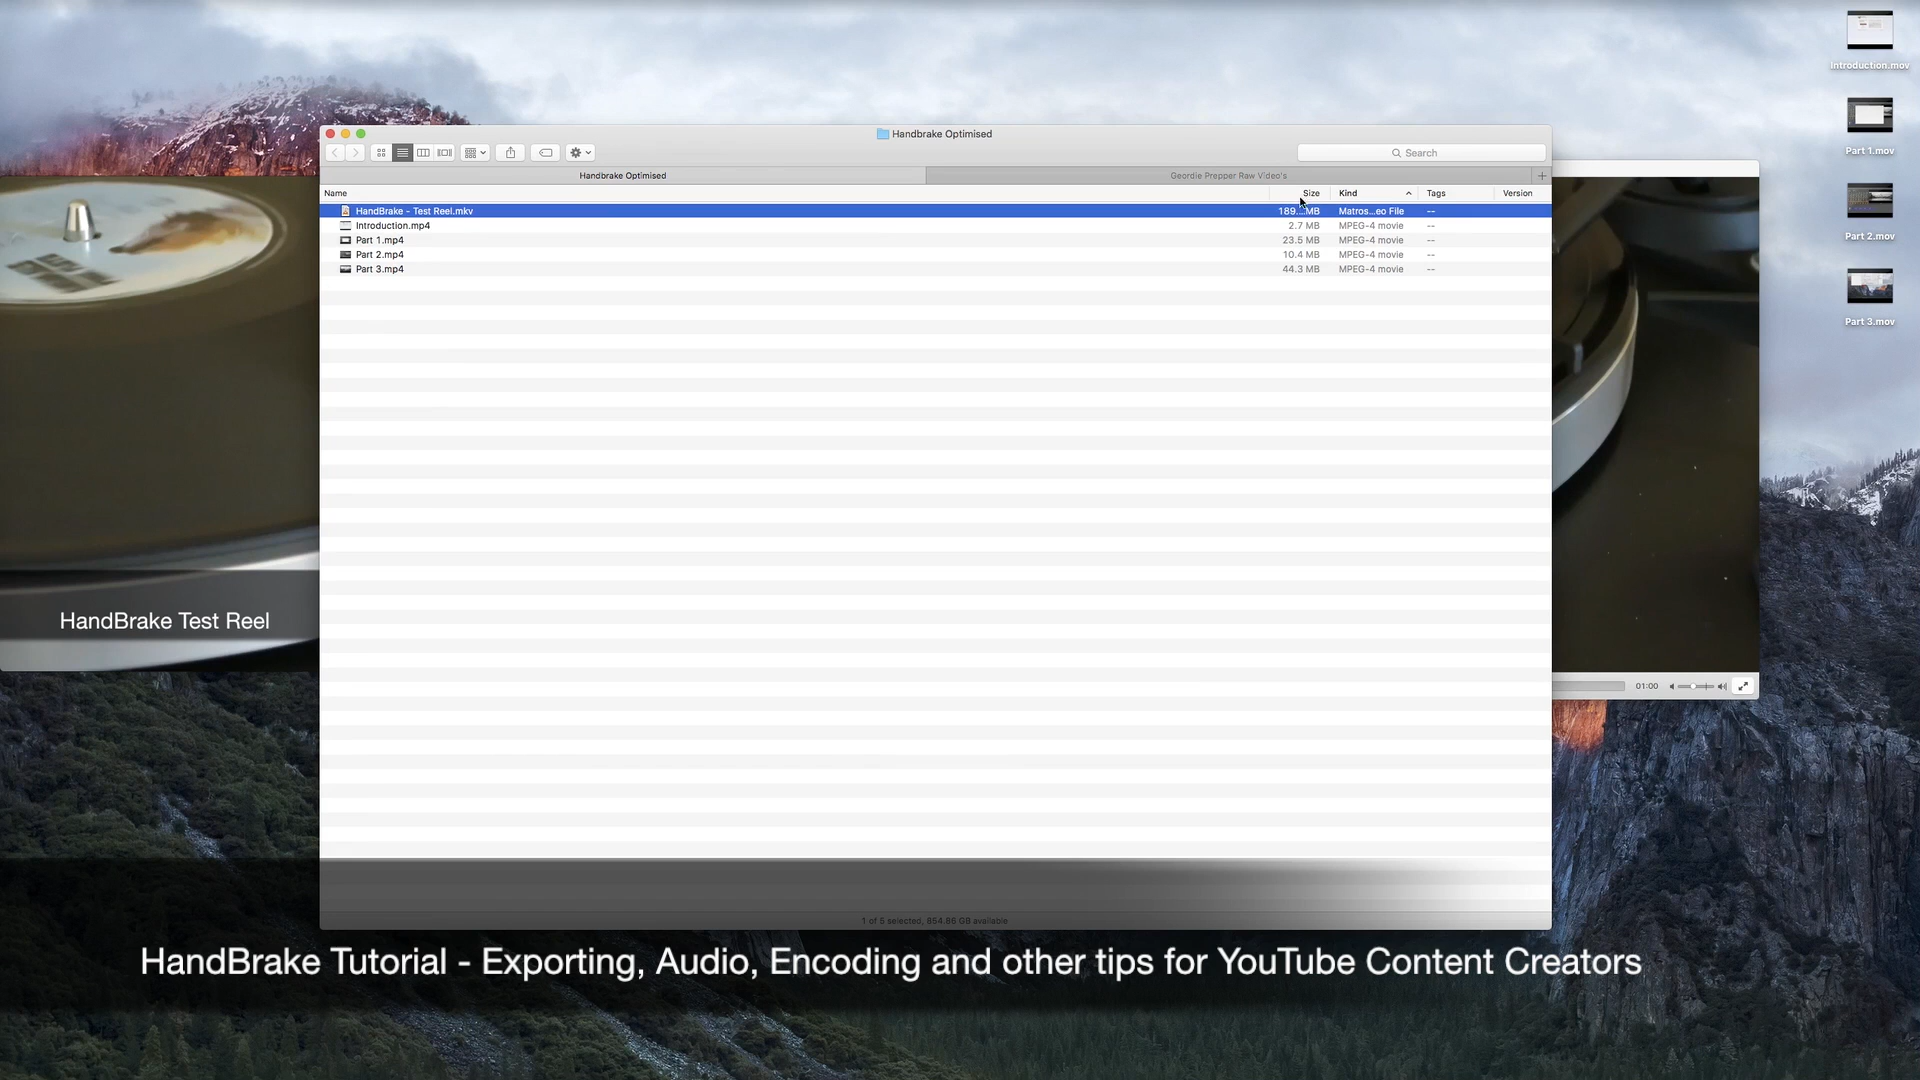 Introduction.mov
Part 1.mov
Part 2.mov
Part 3.mov
Handbrake Optimised
Search
Handbrake Optimised
Geordie Prepper Raw Video's
Name Size Kind Tags Version
HandBrake - Test Reel.mkv 189....MB Matros...eo File --
Introduction.mp4 2.7 MB MPEG-4 movie --
Part 1.mp4 23.5 MB MPEG-4 movie --
Part 2.mp4 10.4 MB MPEG-4 movie --
Part 3.mp4 44.3 MB MPEG-4 movie --
HandBrake Test Reel
01:00
1 of 5 selected, 854.86 GB available
HandBrake Tutorial - Exporting, Audio, Encoding and other tips for YouTube Content Creators